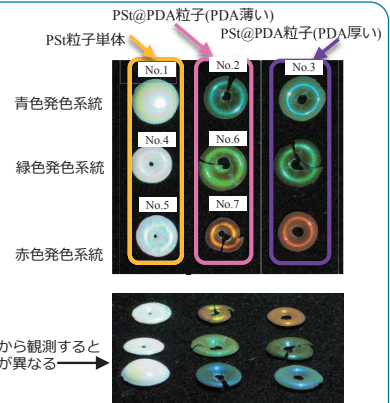 PSt@PDA粒子(PDA薄い)
PSt粒子単体
PSt@PDA粒子(PDA厚い)
No.1
No.2
No.3
青色発色系統
No.4
No.6
緑色発色系統
No.5
No.7
赤色発色系統
から観測すると
が異なる